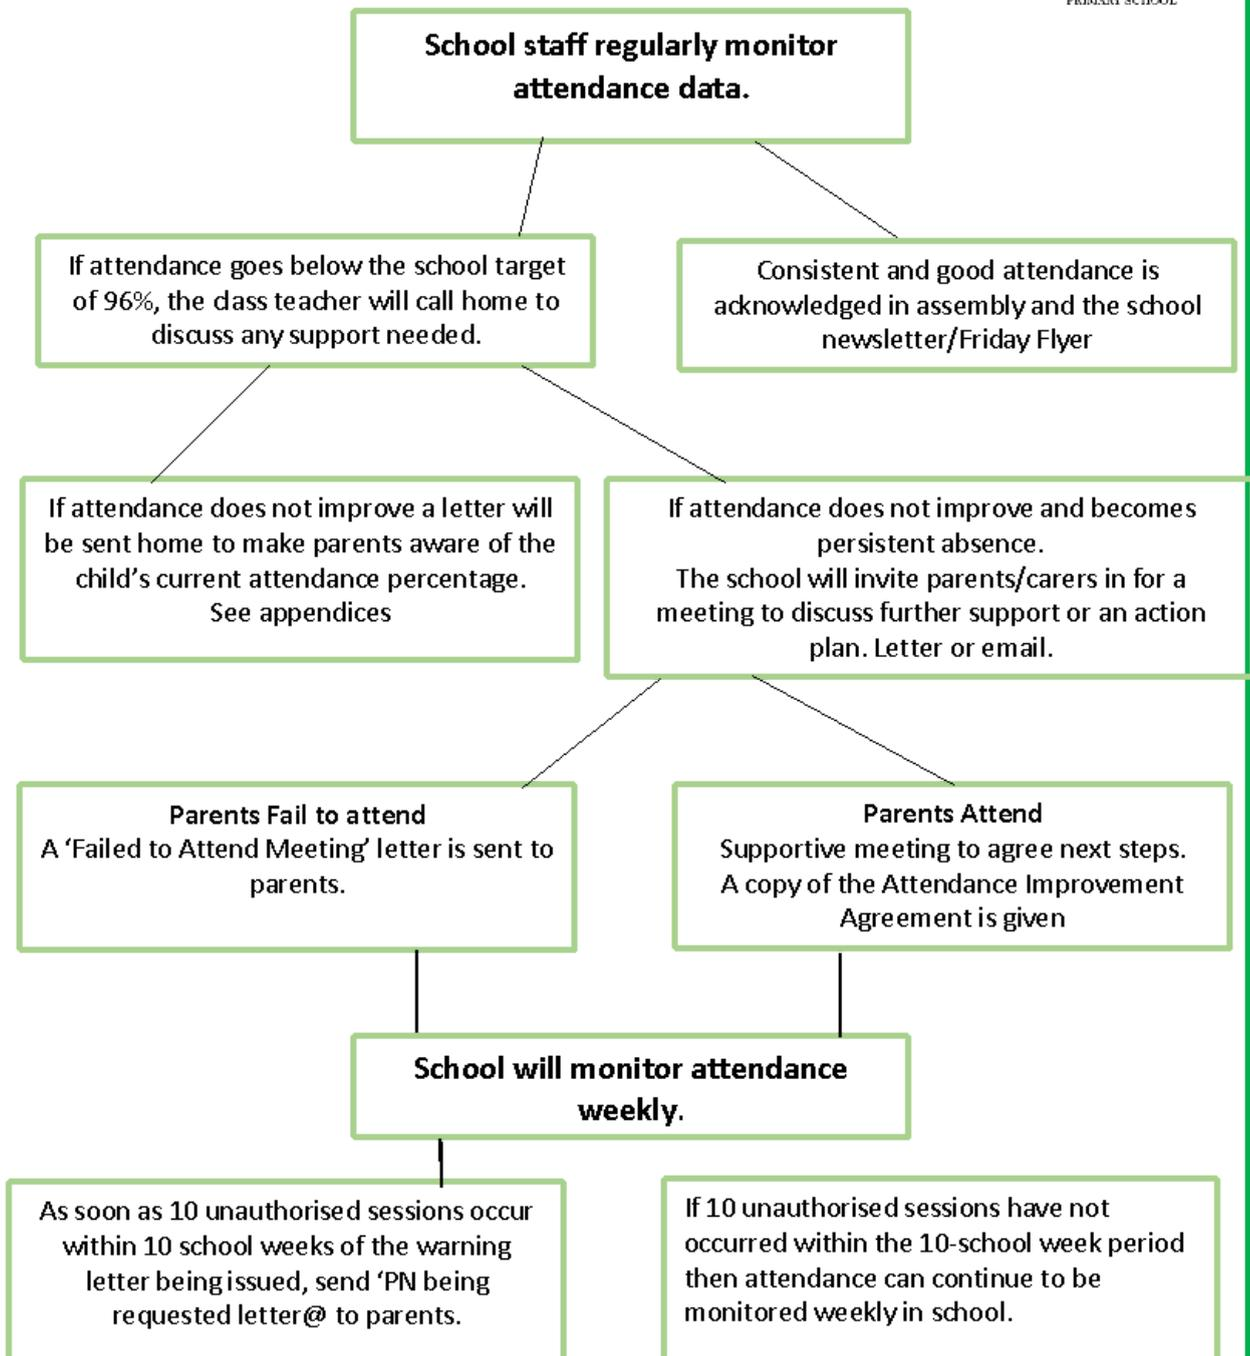 PRIMARY SCHOOL
School staff regularly monitor
attendance data.
If attendance goes below the school target
of 96%, the class teacher will call home to
discuss any support needed.
Consistent and good attendance is
acknowledged in assembly and the school
newsletter/Friday Flyer
If attendance does not improve a letter will
be sent home to make parents aware of the
child's current attendance percentage.
See appendices
If attendance does not improve and becomes
persistent absence.
The school will invite parents/carers in for a
meeting to discuss further support or an action
plan. Letter or email.
Parents Fail to attend
A ‘Failed to Attend Meeting’ letter is sent to
parents.
Parents Attend
Supportive meeting to agree next steps.
A copy of the Attendance Improvement
Agreement is given
School will monitor attendance
weekly.
As soon as 10 unauthorised sessions occur
within 10 school weeks of the warning
letter being issued, send ‘PN being
requested letter@ to parents.
If 10 unauthorised sessions have not
occurred within the 10-school week period
then attendance can continue to be
monitored weekly in school.